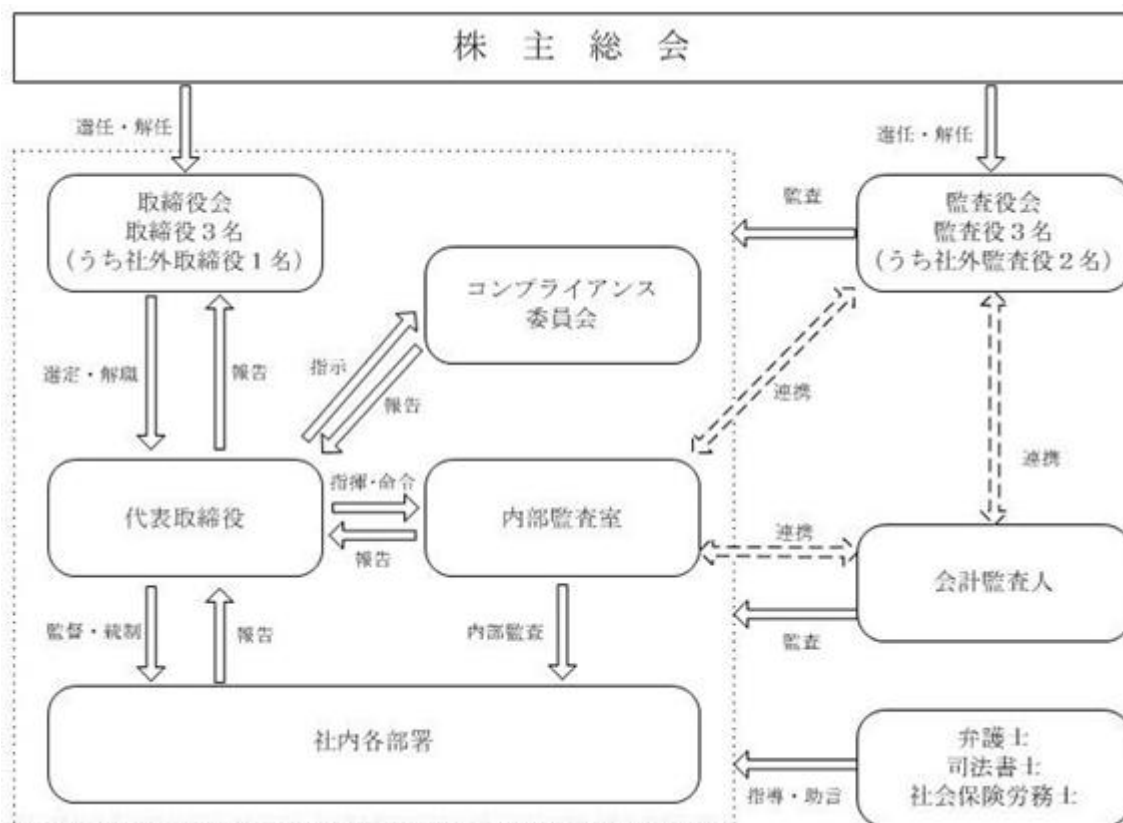 株主総会
選任・解任
選任・解任
取締役会
取締役３名
（うち社外取締役１名）
監査
監査役会
監査役３名
（うち社外監査役２名）
コンプライアンス
委員会
選定・解職
報告
指示
報告
連携
連携
代表取締役
指揮・命令
報告
内部監査室
連携
会計監査人
監督・統制
報告
内部監査
監査
社内各部署
弁護士
司法書士
社会保険労務士
指導・助言